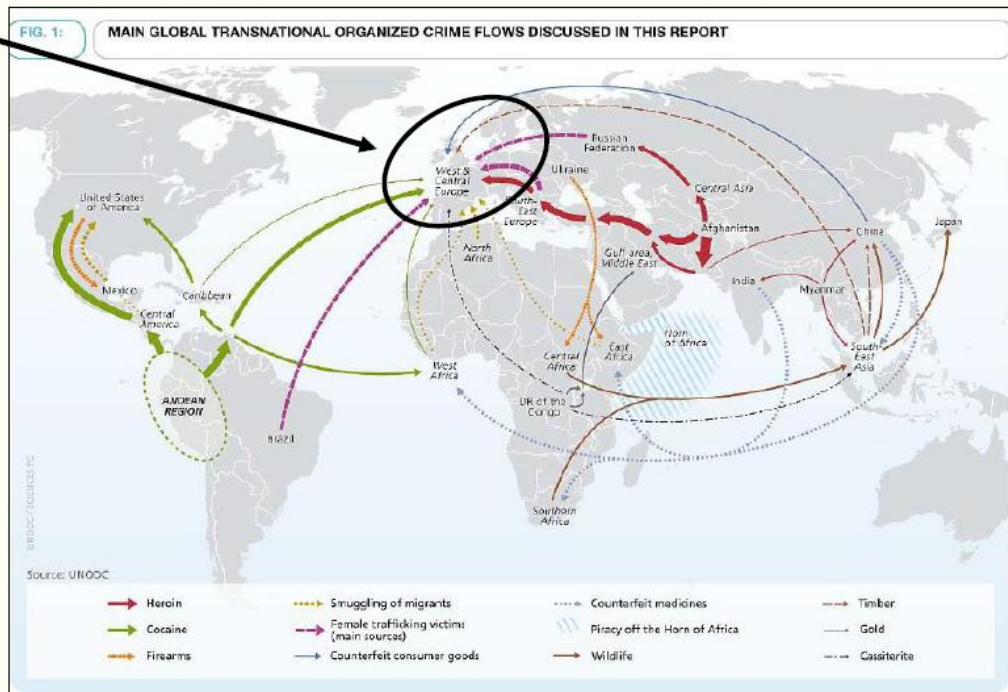 FIG. 1:
MAIN GLOBAL TRANSNATIONAL ORGANIZED CRIME FLOWS DISCUSSED IN THIS REPORT
Russian
Federation
West &
Central
Europe
Ukraine
United States
of America
South-
East
Europe
Central Asia
Japan
Afghanistan
China
North
Africa
Gulf area,
Middle East
Mexico
India
Myanmar
Caribbean
Central
America
Horn
of Africa
West
Africa
Central
Africa
East
Africa
South-
East
Asia
ANDEAN
REGION
DR of the
Congo
Brazil
Southern
Africa
UNODC / SCIENCES PO
Source: UNODC
Heroin
Smuggling of migrants
Counterfeit medicines
Timber
Cocaine
Female trafficking victims
(main sources)
Piracy off the Horn of Africa
Gold
Firearms
Counterfeit consumer goods
Wildlife
Cassiterite